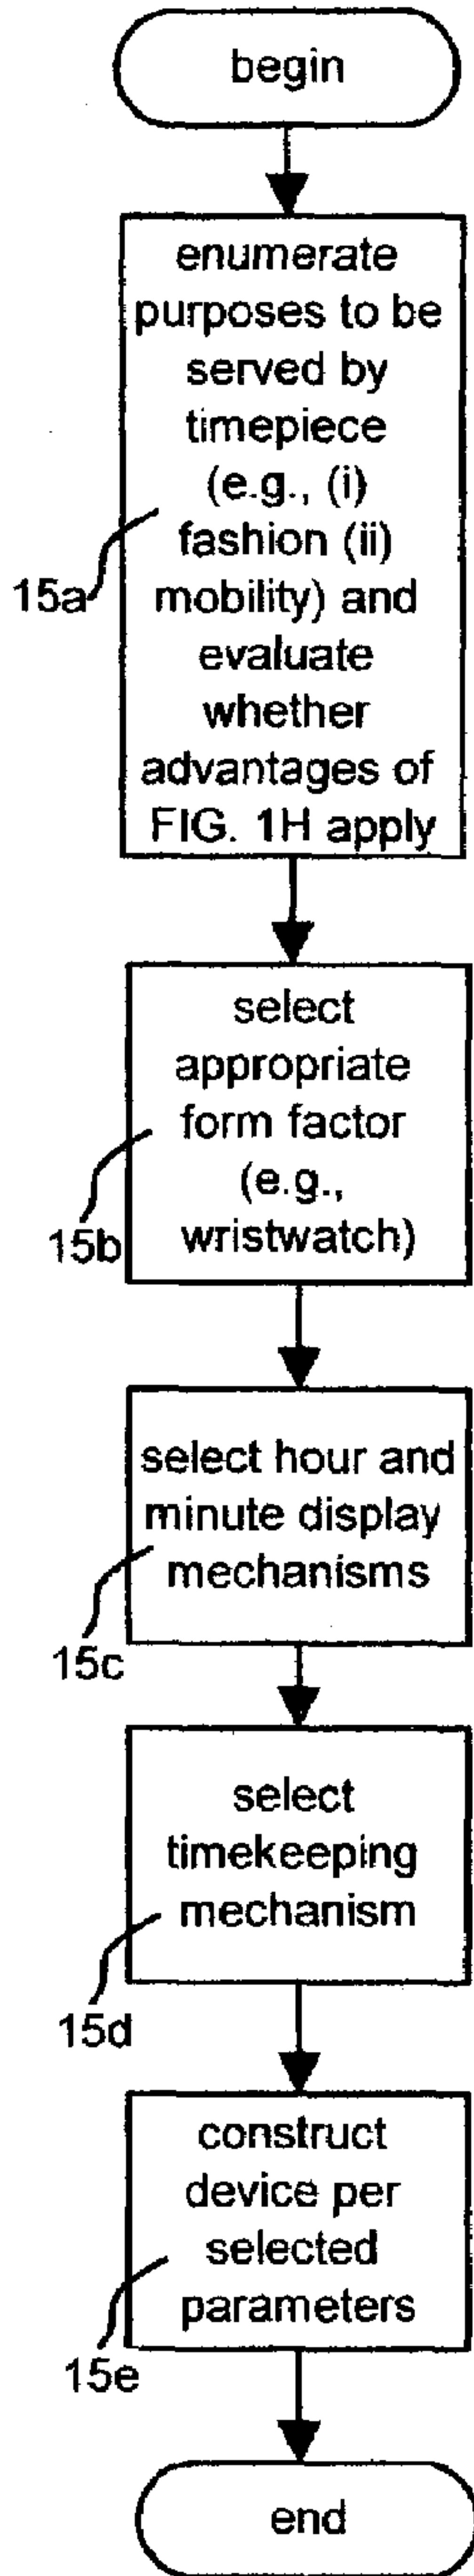 begin
enumerate
purposes to be
served by
timepiece
(e.g., (i)
fashion (ii)
mobility) and
evaluate
whether
advantages of
FIG. 1H apply
15a
select
appropriate
form factor
(e.g.,
wristwatch)
15b
select hour and
minute display
mechanisms
15c
select
timekeeping
mechanism
15d
construct
device per
selected
parameters
15e
end